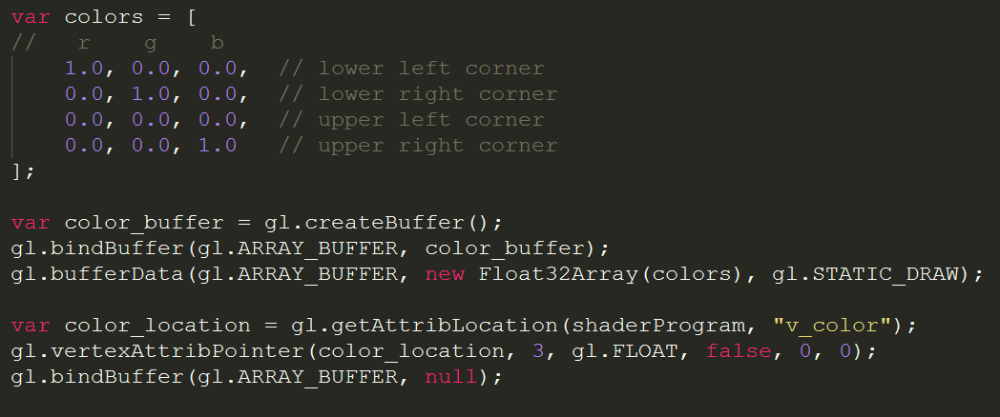 var colors = [
//   r    g    b
    1.0, 0.0, 0.0,  // lower left corner
    0.0, 1.0, 0.0,  // lower right corner
    0.0, 0.0, 0.0,  // upper left corner
    0.0, 0.0, 1.0   // upper right corner
];
var color_buffer = gl.createBuffer();
gl.bindBuffer(gl.ARRAY_BUFFER, color_buffer);
gl.bufferData(gl.ARRAY_BUFFER, new Float32Array(colors), gl.STATIC_DRAW);
var color_location = gl.getAttribLocation(shaderProgram, "v_color");
gl.vertexAttribPointer(color_location, 3, gl.FLOAT, false, 0, 0);
gl.bindBuffer(gl.ARRAY_BUFFER, null);